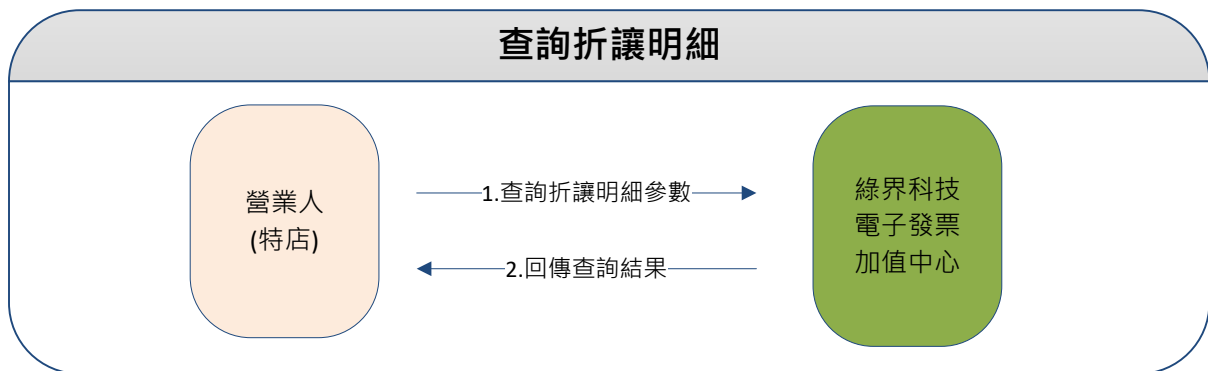 查詢折讓明細
營業人
(特店)
1.查詢折讓明細參數
2.回傳查詢結果
綠界科技
電子發票
加值中心